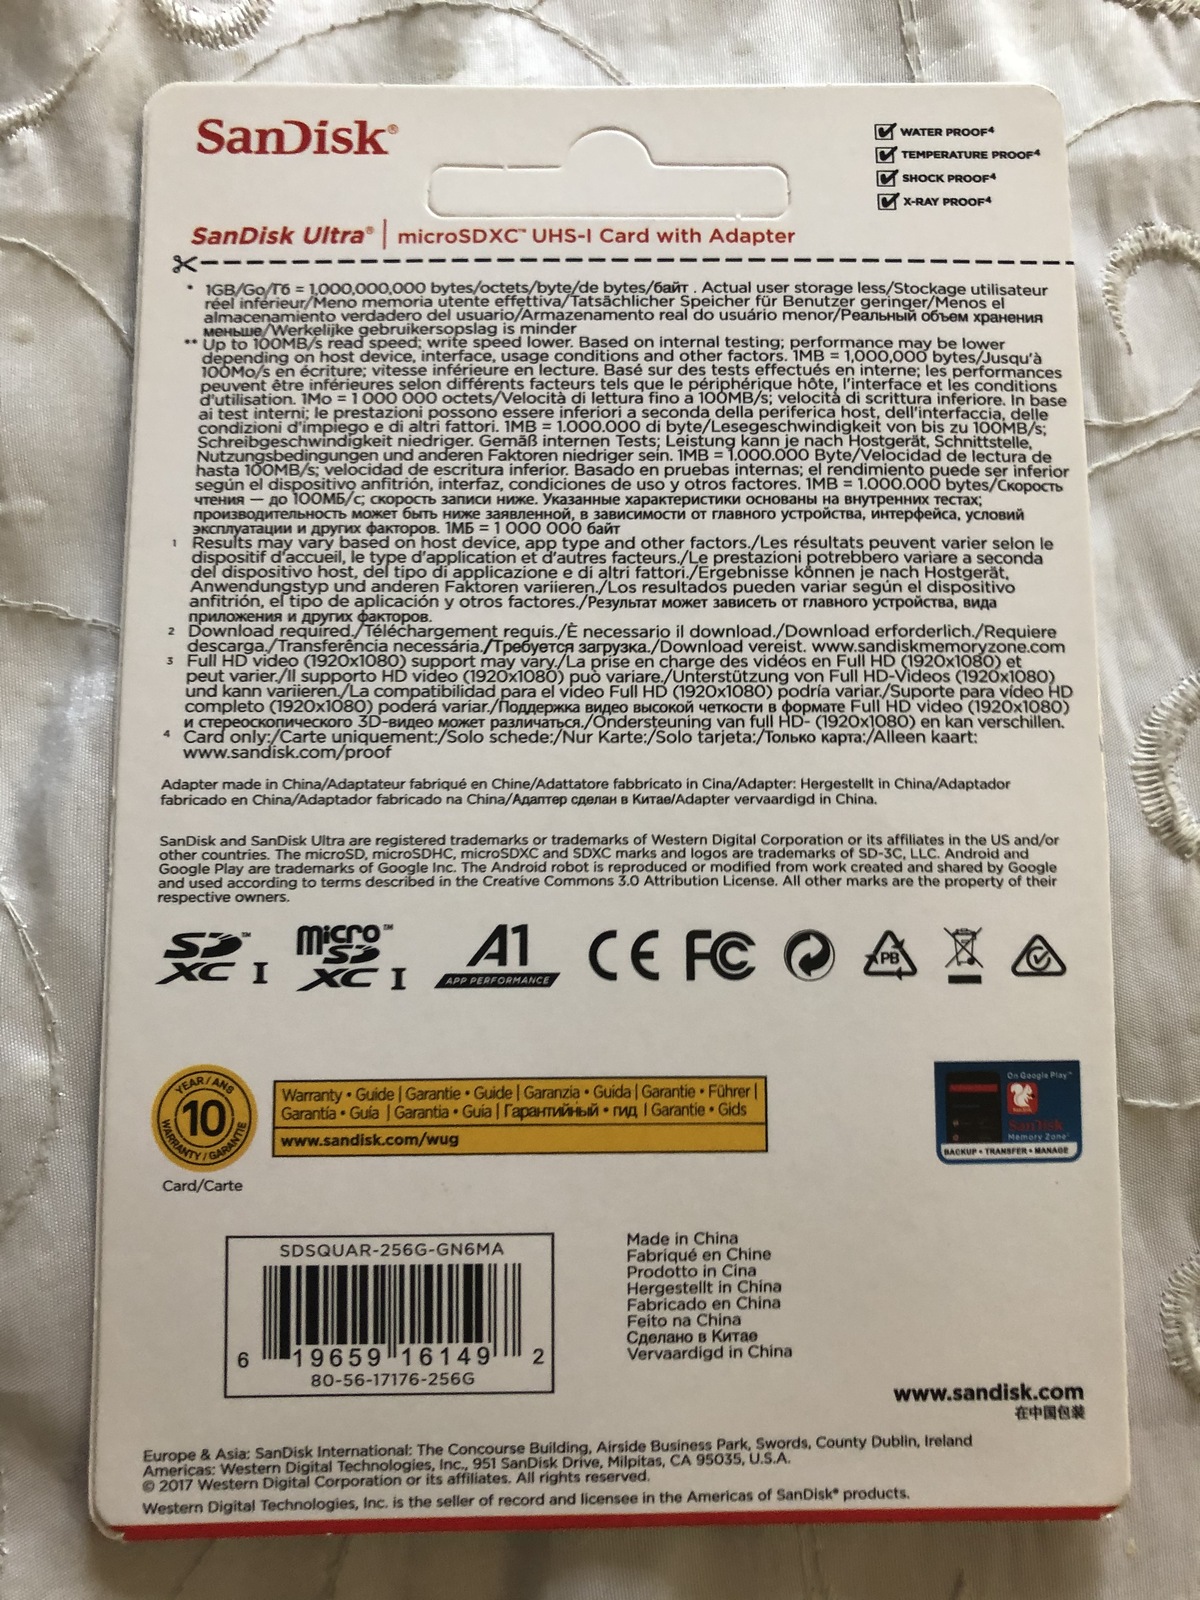 SanDisk®
WATER PROOF⁴
TEMPERATURE PROOF⁴
SHOCK PROOF⁴
X-RAY PROOF⁴
SanDisk Ultra® | microSDXC™ UHS-I Card with Adapter
* 1GB/Go/Гб = 1,000,000,000 bytes/octets/byte/de bytes/байт . Actual user storage less/Stockage utilisateur
réel inférieur/Meno memoria utente effettiva/Tatsächlicher Speicher für Benutzer geringer/Menos el
almacenamiento verdadero del usuario/Armazenamento real do usuário menor/Реальный объем хранения
меньше/Werkelijke gebruikersopslag is minder
** Up to 100MB/s read speed; write speed lower. Based on internal testing; performance may be lower
depending on host device, interface, usage conditions and other factors. 1MB = 1,000,000 bytes/Jusqu'à
100Mo/s en écriture; vitesse inférieure en lecture. Basé sur des tests effectués en interne; les performances
peuvent être inférieures selon différents facteurs tels que le périphérique hôte, l'interface et les conditions
d'utilisation. 1Mo = 1 000 000 octets/Velocità di lettura fino a 100MB/s; velocità di scrittura inferiore. In base
ai test interni; le prestazioni possono essere inferiori a seconda della periferica host, dell'interfaccia, delle
condizioni d'impiego e di altri fattori. 1MB = 1.000.000 di byte/Lesegeschwindigkeit von bis zu 100MB/s;
Schreibgeschwindigkeit niedriger. Gemäß internen Tests; Leistung kann je nach Hostgerät, Schnittstelle,
Nutzungsbedingungen und anderen Faktoren niedriger sein. 1MB = 1.000.000 Byte/Velocidad de lectura de
hasta 100MB/s; velocidad de escritura inferior. Basado en pruebas internas; el rendimiento puede ser inferior
según el dispositivo anfitrión, interfaz, condiciones de uso y otros factores. 1MB = 1.000.000 bytes/Скорость
чтения — до 100МБ/с; скорость записи ниже. Указанные характеристики основаны на внутренних тестах;
производительность может быть ниже заявленной, в зависимости от главного устройства, интерфейса, условий
эксплуатации и других факторов. 1МБ = 1 000 000 байт
1 Results may vary based on host device, app type and other factors./Les résultats peuvent varier selon le
dispositif d'accueil, le type d'application et d'autres facteurs./Le prestazioni potrebbero variare a seconda
del dispositivo host, del tipo di applicazione e di altri fattori./Ergebnisse können je nach Hostgerät,
Anwendungstyp und anderen Faktoren variieren./Los resultados pueden variar según el dispositivo
anfitrión, el tipo de aplicación y otros factores./Результат может зависеть от главного устройства, вида
приложения и других факторов.
2 Download required./Téléchargement requis./È necessario il download./Download erforderlich./Requiere
descarga./Transferência necessária./Требуется загрузка./Download vereist. www.sandiskmemoryzone.com
3 Full HD video (1920x1080) support may vary./La prise en charge des vidéos en Full HD (1920x1080) et
peut varier./Il supporto HD video (1920x1080) può variare./Unterstützung von Full HD-Videos (1920x1080)
und kann variieren./La compatibilidad para el video Full HD (1920x1080) podría variar./Suporte para vídeo HD
completo (1920x1080) poderá variar./Поддержка видео высокой четкости в формате Full HD video (1920x1080)
и стереоскопического 3D-видео может различаться./Ondersteuning van full HD- (1920x1080) en kan verschillen.
4 Card only:/Carte uniquement:/Solo schede:/Nur Karte:/Solo tarjeta:/Только карта:/Alleen kaart:
www.sandisk.com/proof
Adapter made in China/Adaptateur fabriqué en Chine/Adattatore fabbricato in Cina/Adapter: Hergestellt in China/Adaptador
fabricado en China/Adaptador fabricado na China/Адаптер сделан в Китае/Adapter vervaardigd in China.
SanDisk and SanDisk Ultra are registered trademarks or trademarks of Western Digital Corporation or its affiliates in the US and/or
other countries. The microSD, microSDHC, microSDXC and SDXC marks and logos are trademarks of SD-3C, LLC. Android and
Google Play are trademarks of Google Inc. The Android robot is reproduced or modified from work created and shared by Google
and used according to terms described in the Creative Commons 3.0 Attribution License. All other marks are the property of their
respective owners.
SD™ XC I
micro™ SD XC I
A1 APP PERFORMANCE
CE FC PB
YEAR/ANS
10
WARRANTY/GARANTIE
Card/Carte
Warranty • Guide | Garantie • Guide | Garanzia • Guida | Garantie • Führer |
Garantía • Guía | Garantia • Guia | Гарантийный • гид | Garantie • Gids
www.sandisk.com/wug
On Google Play™
SanDisk
SanDisk
Memory Zone²
BACKUP • TRANSFER • MANAGE
SDSQUAR-256G-GN6MA
6 19659 16149 2
80-56-17176-256G
Made in China
Fabriqué en Chine
Prodotto in Cina
Hergestellt in China
Fabricado en China
Feito na China
Сделано в Китае
Vervaardigd in China
www.sandisk.com
在中国包装
Europe & Asia: SanDisk International: The Concourse Building, Airside Business Park, Swords, County Dublin, Ireland
Americas: Western Digital Technologies, Inc., 951 SanDisk Drive, Milpitas, CA 95035, U.S.A.
© 2017 Western Digital Corporation or its affiliates. All rights reserved.
Western Digital Technologies, Inc. is the seller of record and licensee in the Americas of SanDisk® products.